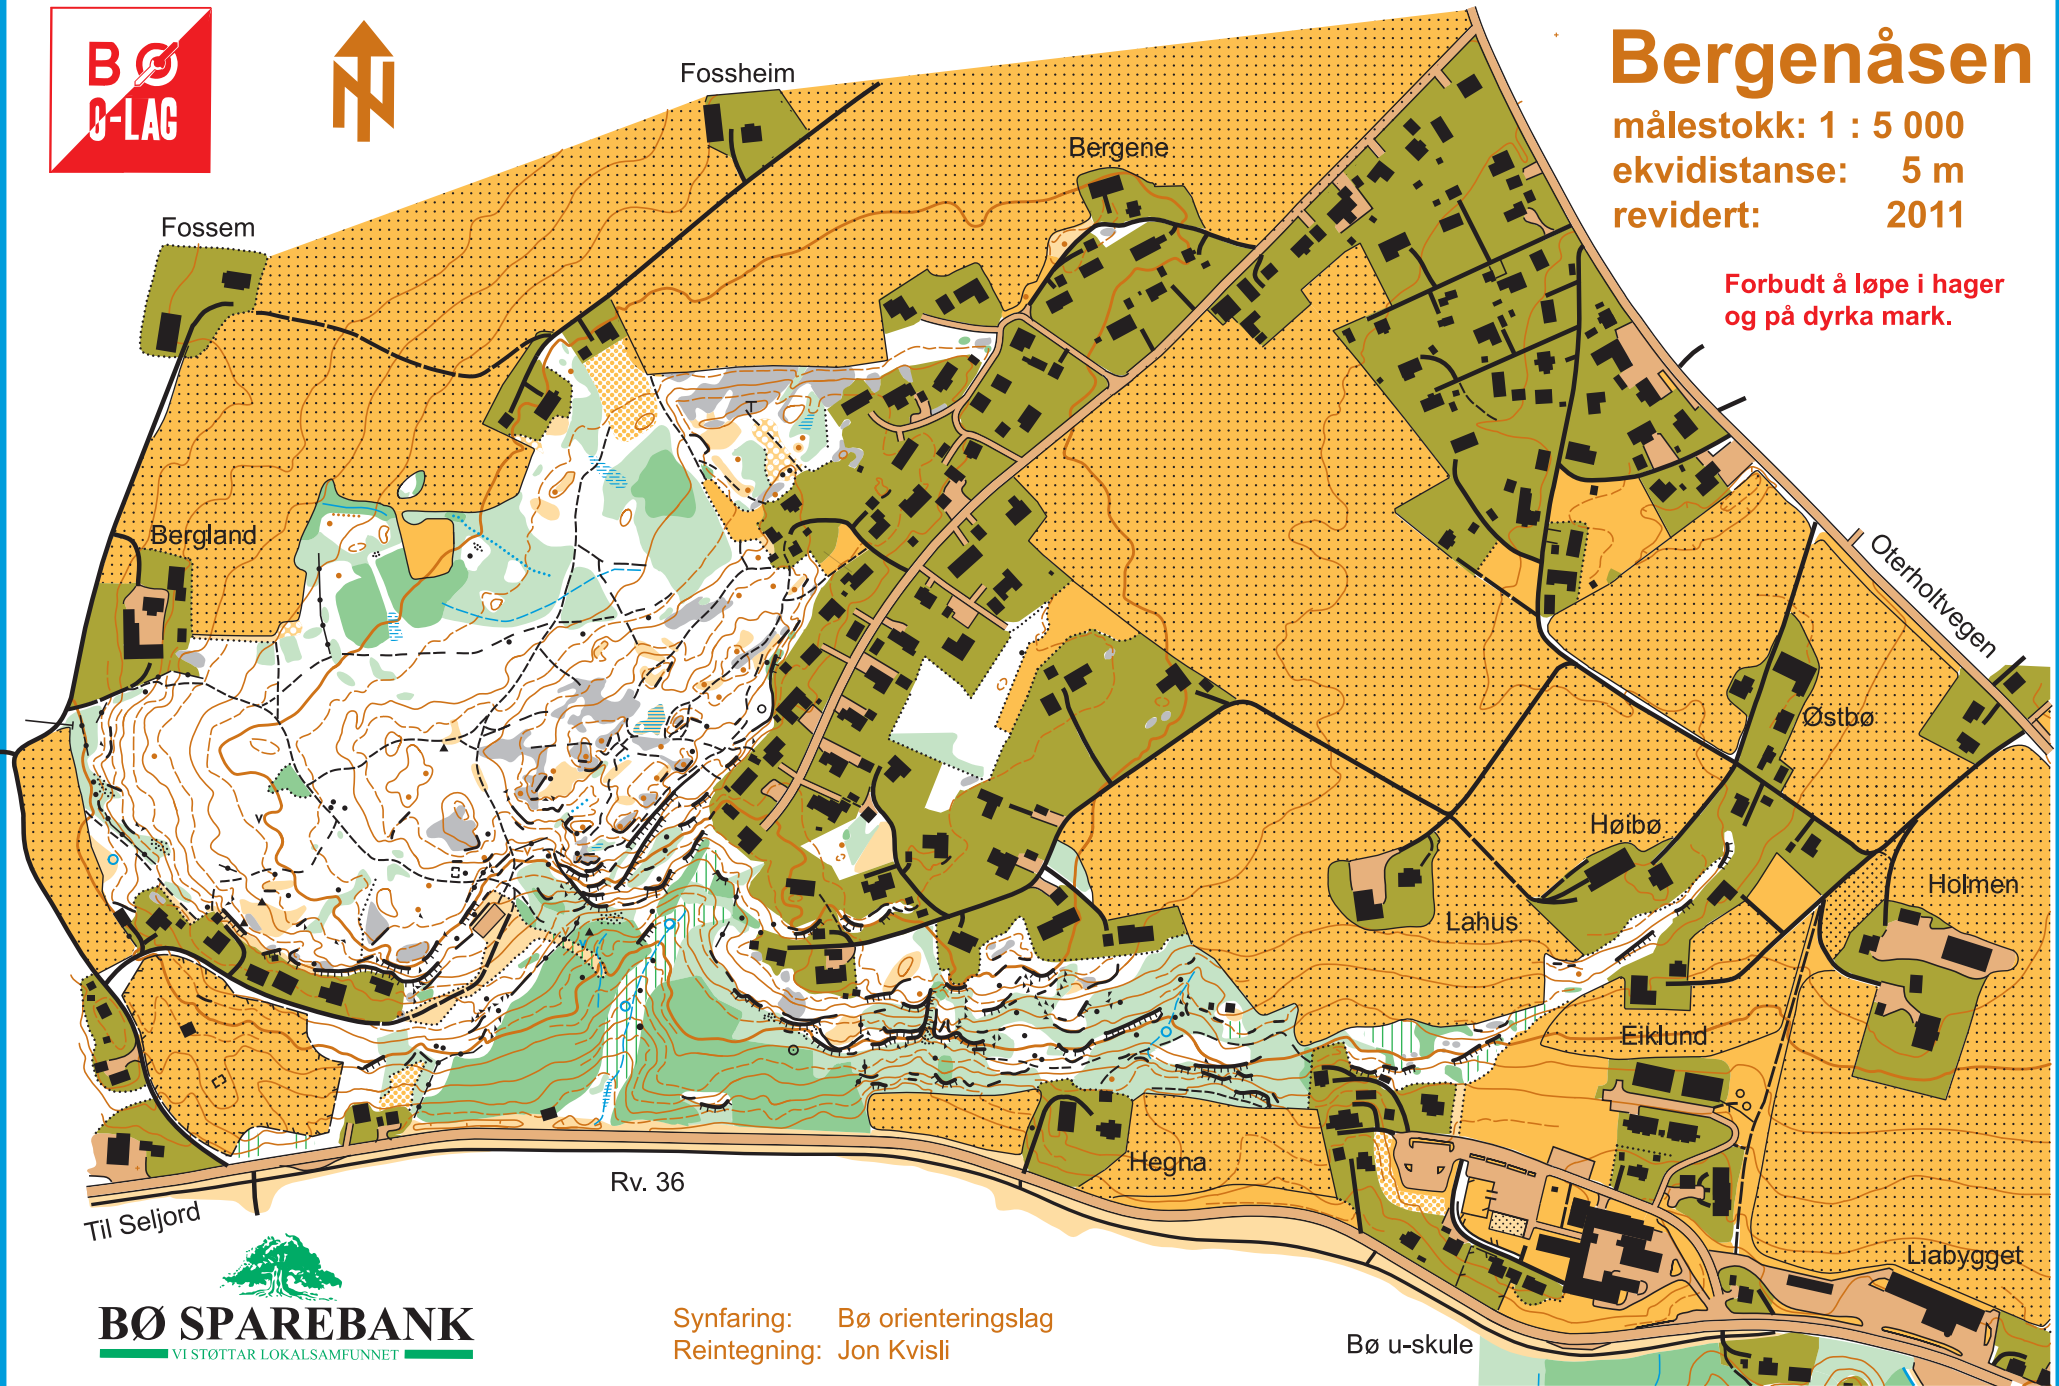 BØ
O-LAG
N
Fossheim
Bergenåsen
målestokk: 1 : 5 000
ekvidistanse: 5 m
revidert: 2011
Forbudt å løpe i hager
og på dyrka mark.
Bergene
Fossem
Bergland
Oterholtvegen
Østbø
Høibø
Holmen
Lahus
Eiklund
Hegna
Rv. 36
Til Seljord
Liabygget
Bø u-skule
BØ SPAREBANK
VI STØTTAR LOKALSAMFUNNET
Synfaring: Bø orienteringslag
Reintegning: Jon Kvisli